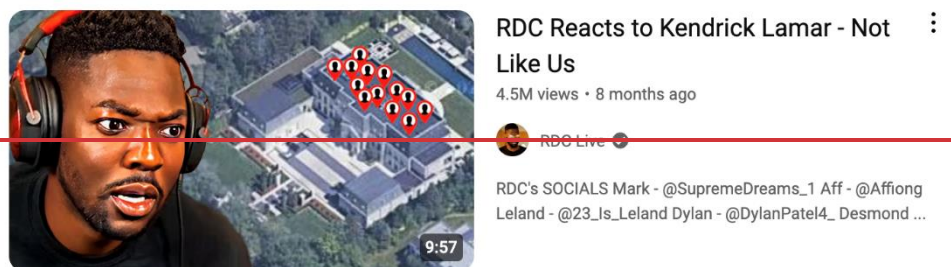 RDC Reacts to Kendrick Lamar - Not
Like Us
4.5M views • 8 months ago
RDC Live
RDC's SOCIALS Mark - @SupremeDreams_1 Aff - @Affiong
Leland - @23_Is_Leland Dylan - @DylanPatel4_ Desmond ...
9:57